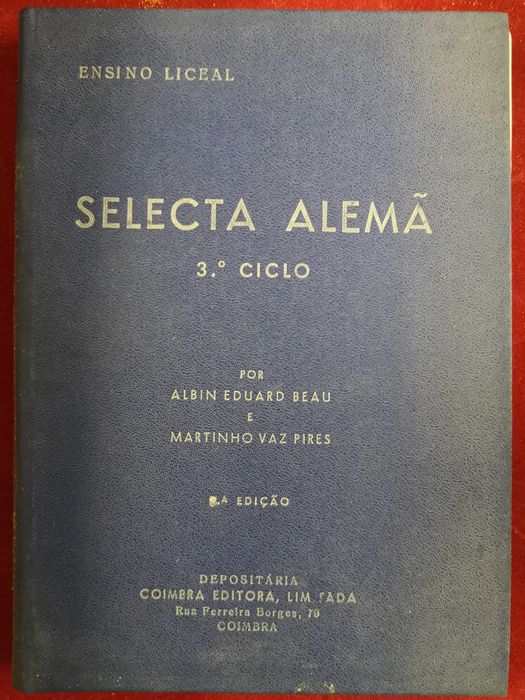 ENSINO LICEAL
SELECTA ALEMÃ
3.º CICLO
POR
ALBIN EDUARD BEAU
E
MARTINHO VAZ PIRES
.ª EDIÇÃO
DEPOSITÁRIA
COIMBRA EDITORA, LIMITADA
Rua Ferreira Borges, 79
COIMBRA